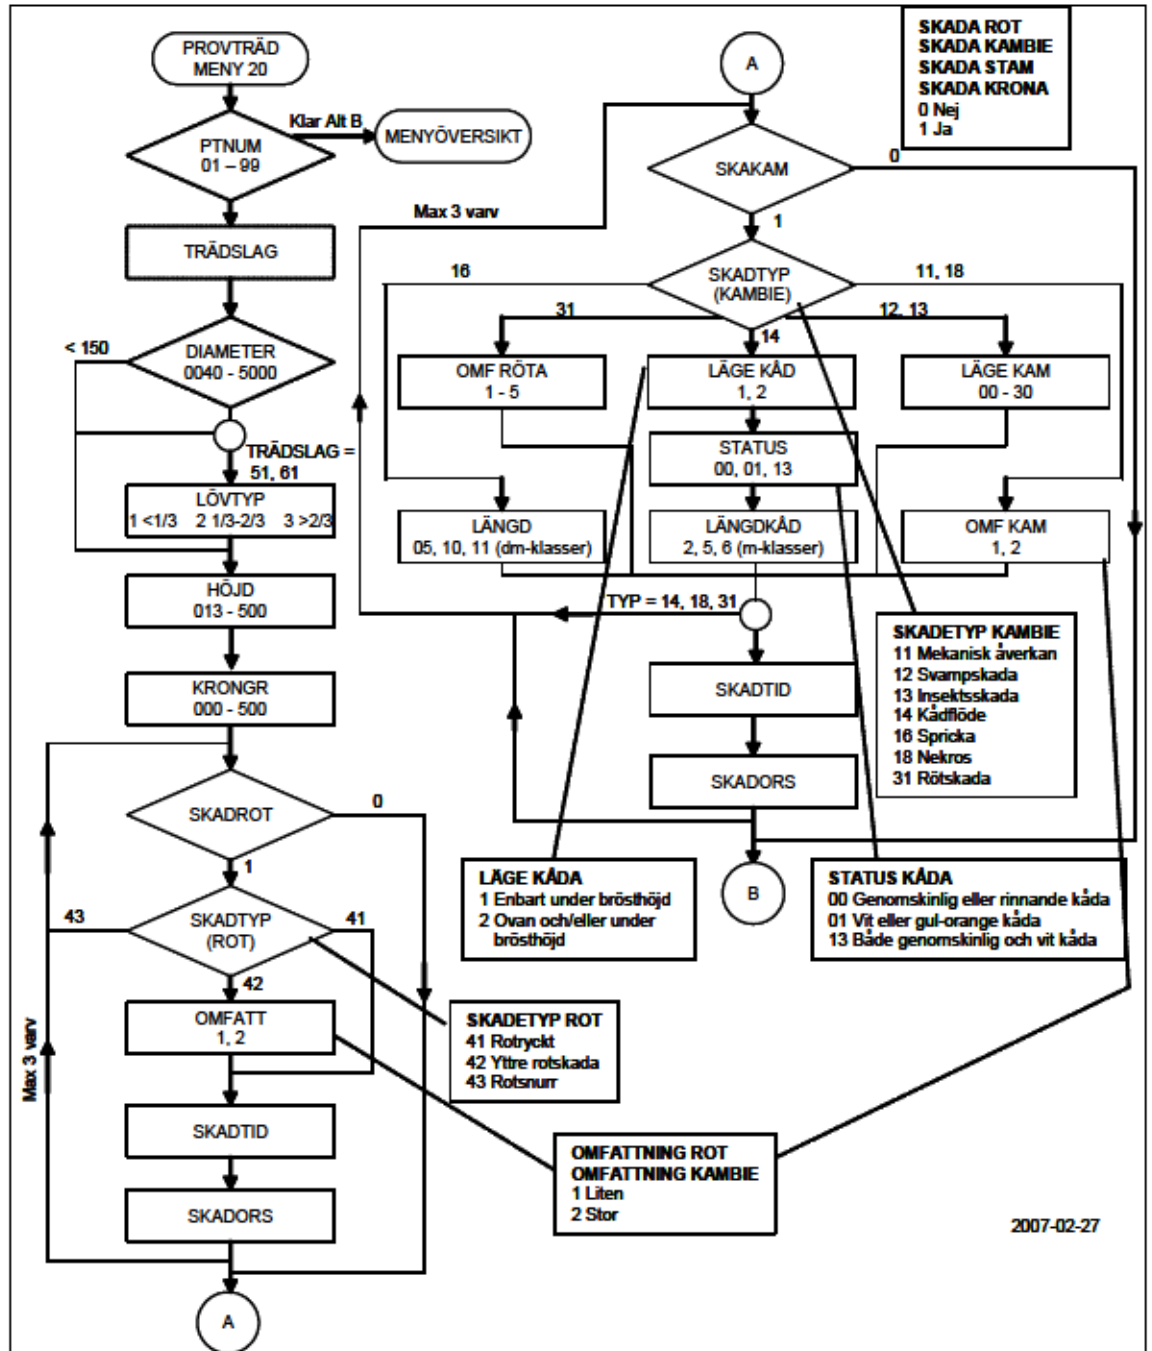 PROVTRÄD
MENY 20
Klar Alt B
MENYÖVERSIKT
PTNUM
01 – 99
TRÄDSLAG
< 150
DIAMETER
0040 - 5000
TRÄDSLAG =
51, 61
LÖVTYP
1 <1/3 2 1/3-2/3 3 >2/3
HÖJD
013 - 500
KRONGR
000 - 500
SKADROT
0
1
43
SKADTYP
(ROT)
41
42
OMFATT
1, 2
Max 3 varv
SKADTID
SKADORS
A
A
SKADA ROT
SKADA KAMBIE
SKADA STAM
SKADA KRONA
0 Nej
1 Ja
SKAKAM
0
Max 3 varv
1
16
SKADTYP
(KAMBIE)
11, 18
31
12, 13
14
OMF RÖTA
1 - 5
LÄGE KÅD
1, 2
LÄGE KAM
00 - 30
STATUS
00, 01, 13
LÄNGD
05, 10, 11 (dm-klasser)
LÄNGDKÅD
2, 5, 6 (m-klasser)
OMF KAM
1, 2
TYP = 14, 18, 31
SKADTID
SKADORS
B
SKADETYP KAMBIE
11 Mekanisk åverkan
12 Svampskada
13 Insektsskada
14 Kådflöde
16 Spricka
18 Nekros
31 Rötskada
LÄGE KÅDA
1 Enbart under brösthöjd
2 Ovan och/eller under
brösthöjd
STATUS KÅDA
00 Genomskinlig eller rinnande kåda
01 Vit eller gul-orange kåda
13 Både genomskinlig och vit kåda
SKADETYP ROT
41 Rotryckt
42 Yttre rotskada
43 Rotsnurr
OMFATTNING ROT
OMFATTNING KAMBIE
1 Liten
2 Stor
2007-02-27